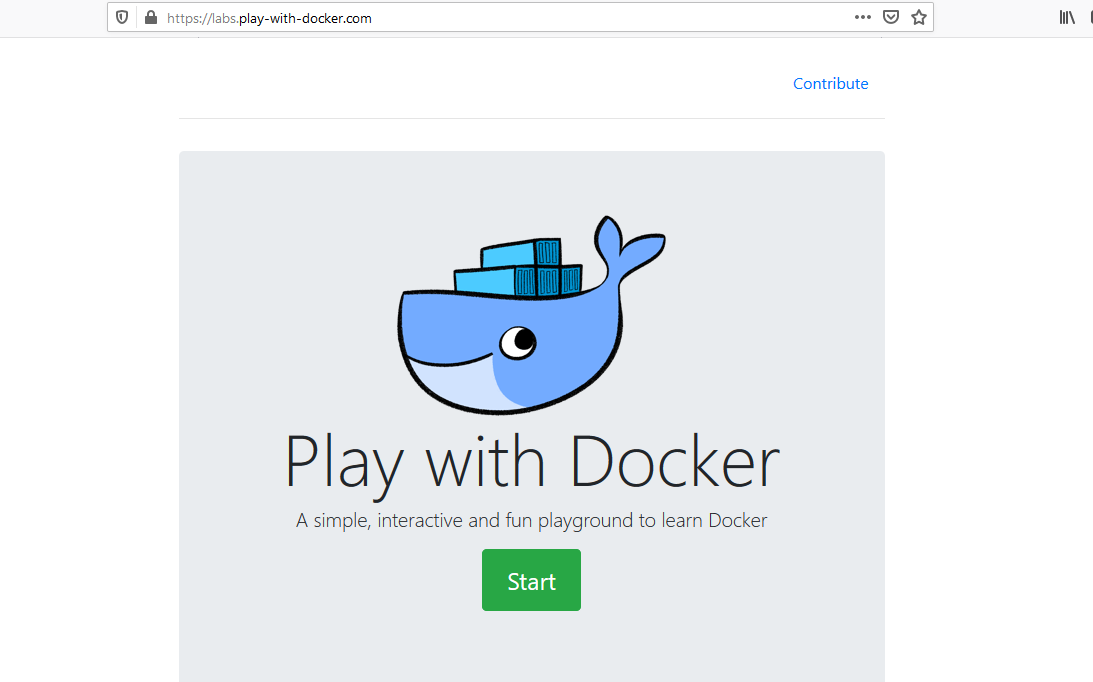 https://labs.play-with-docker.com
Contribute
Play with Docker
A simple, interactive and fun playground to learn Docker
Start